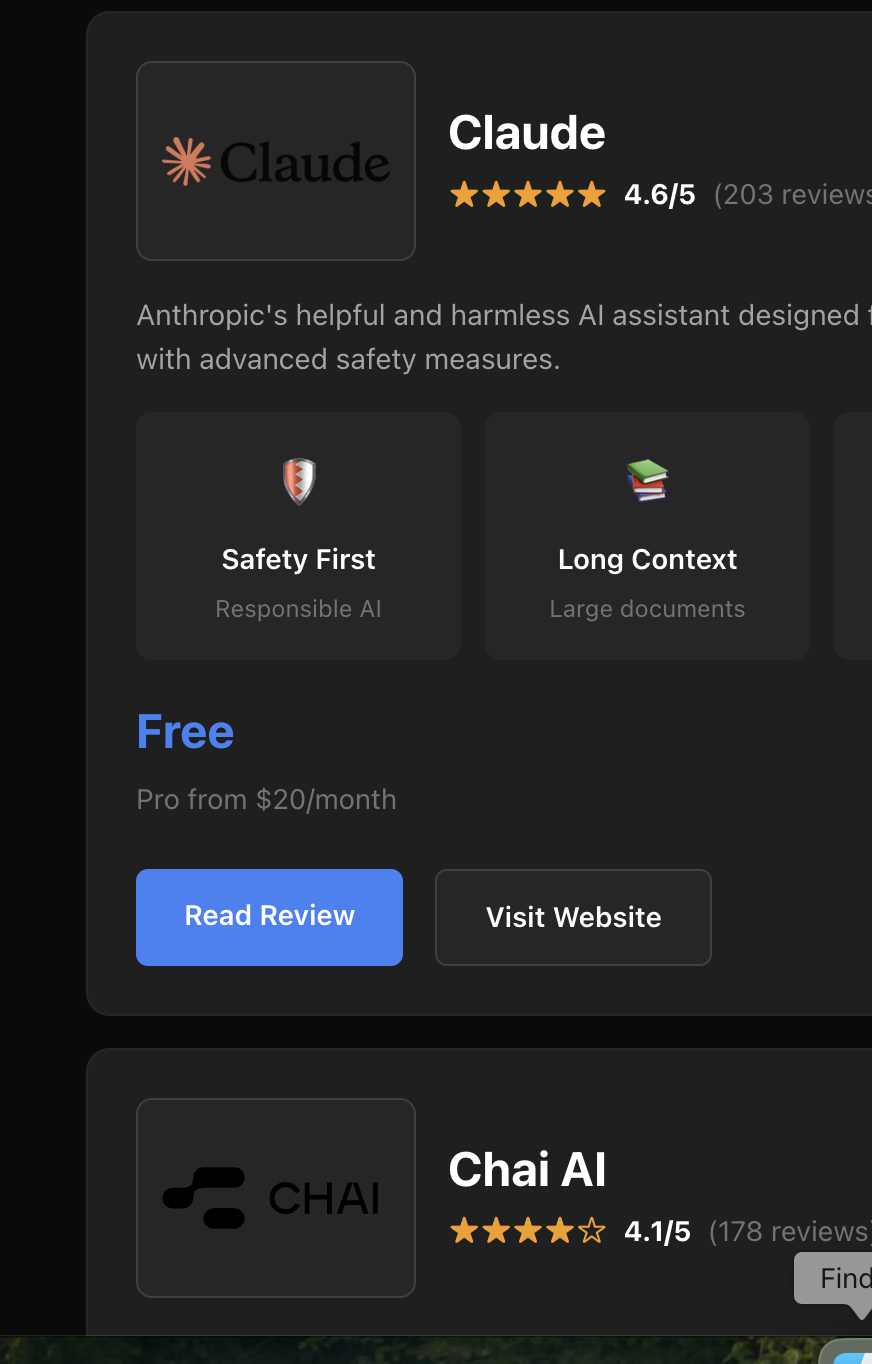 Claude
Claude
4.6/5 (203 reviews
Anthropic's helpful and harmless AI assistant designed
with advanced safety measures.
Safety First
Responsible AI
Long Context
Large documents
Free
Pro from $20/month
Read Review
Visit Website
CHAI
Chai AI
4.1/5 (178 reviews)
Find